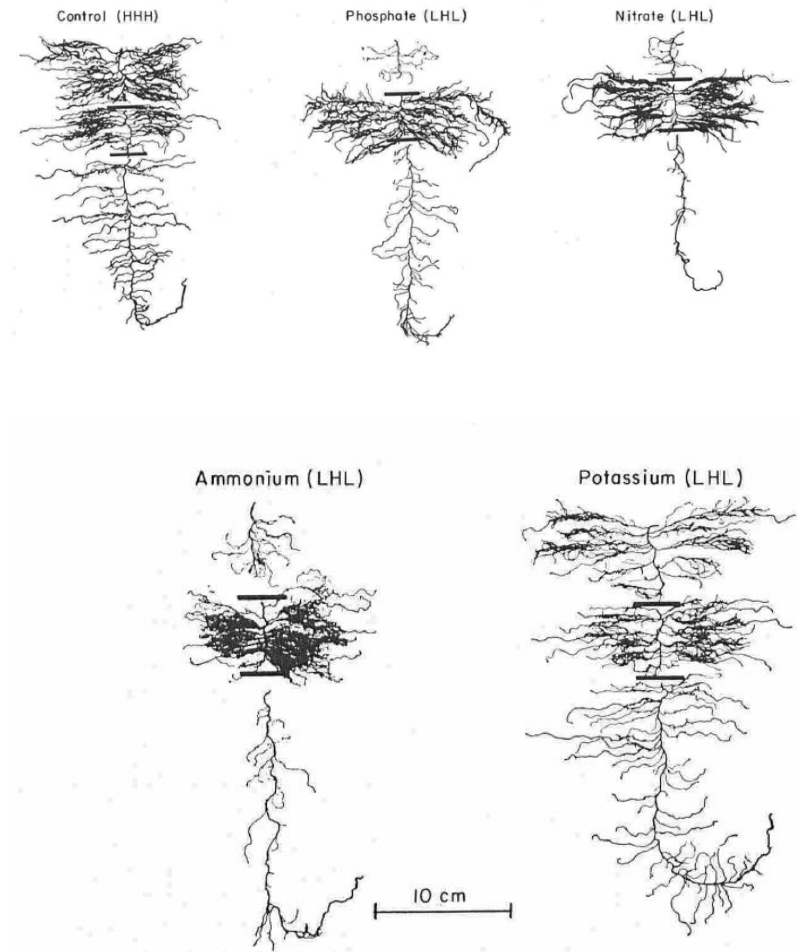 Control (HHH)
Phosphate (LHL)
Nitrate (LHL)
Ammonium (LHL)
Potassium (LHL)
10 cm